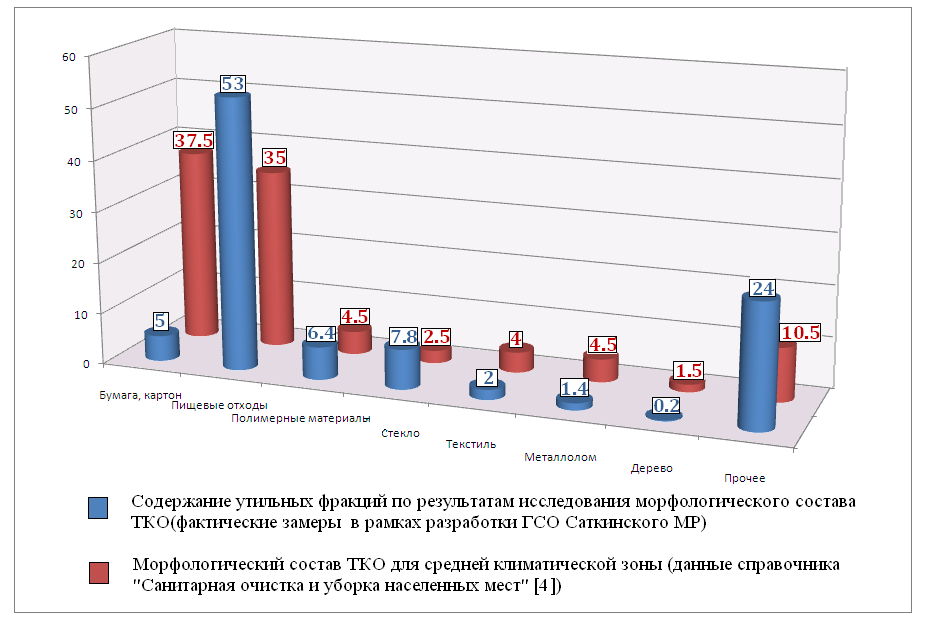 60
50
40
30
20
10
0
53
37.5
35
5
6.4
4.5
7.8
2.5
2
4
1.4
4.5
0.2
1.5
24
10.5
Бумага, картон
Пищевые отходы
Полимерные материалы
Стекло
Текстиль
Металлолом
Дерево
Прочее
Содержание утильных фракций по результатам исследования морфологического состава
ТКО(фактические замеры в рамках разработки ГСО Саткинского МР)
Морфологический состав ТКО для средней климатической зоны (данные справочника
"Санитарная очистка и уборка населенных мест" [4])